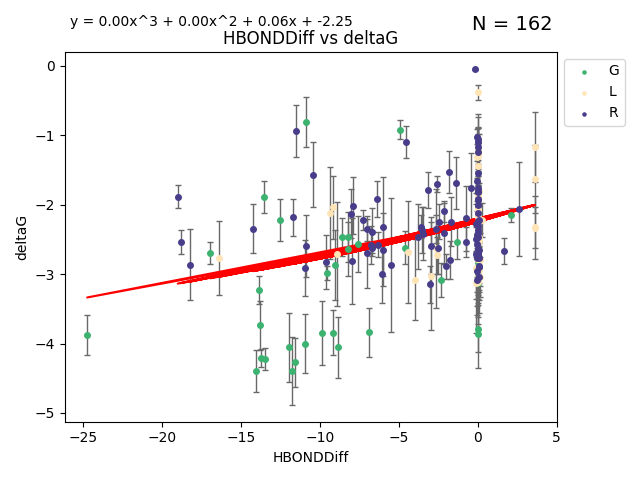 y = 0.00x^3 + 0.00x^2 + 0.06x + -2.25
N = 162
HBONDDiff vs deltaG
G
L
R
0
−1
−2
−3
−4
−5
deltaG
−25 −20 −15 −10 −5 0 5
HBONDDiff